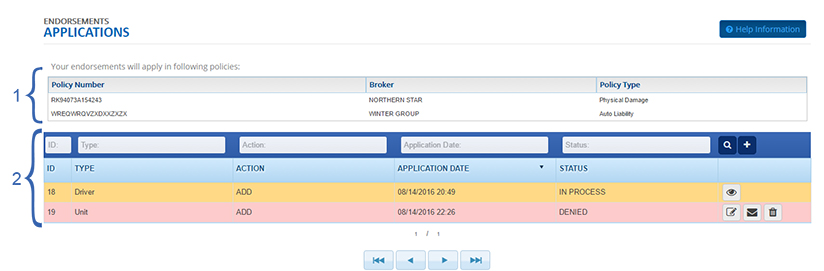 ENDORSEMENTS
APPLICATIONS
Help Information
Your endorsements will apply in following policies:
1
Policy Number Broker Policy Type
RK94073A154243 NORTHERN STAR Physical Damage
WREQWRQVZXDXXZXZX WINTER GROUP Auto Liability
2
ID: Type: Action: Application Date: Status:
ID TYPE ACTION APPLICATION DATE STATUS
18 Driver ADD 08/14/2016 20:49 IN PROCESS
19 Unit ADD 08/14/2016 22:26 DENIED
1 / 1